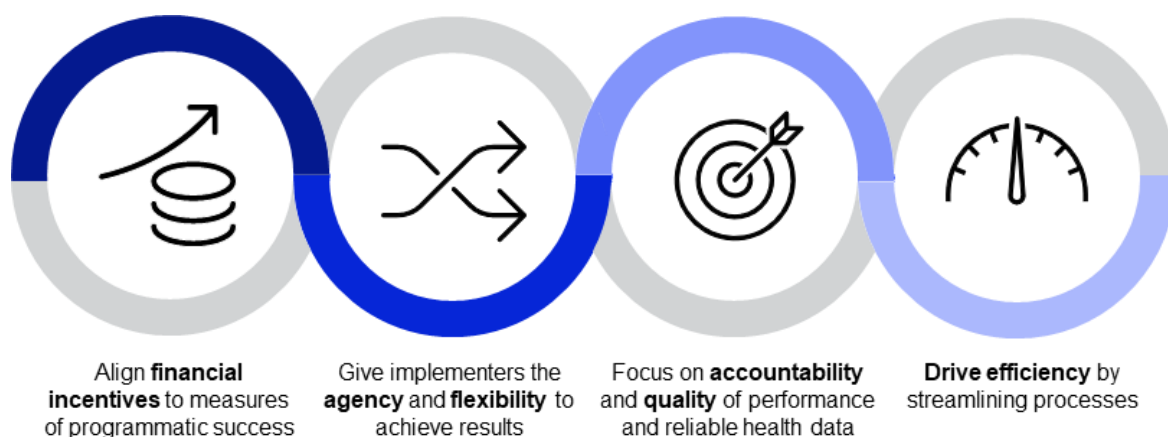 Align financial
incentives to measures
of programmatic success
Give implementers the
agency and flexibility to
achieve results
Focus on accountability
and quality of performance
and reliable health data
Drive efficiency by
streamlining processes